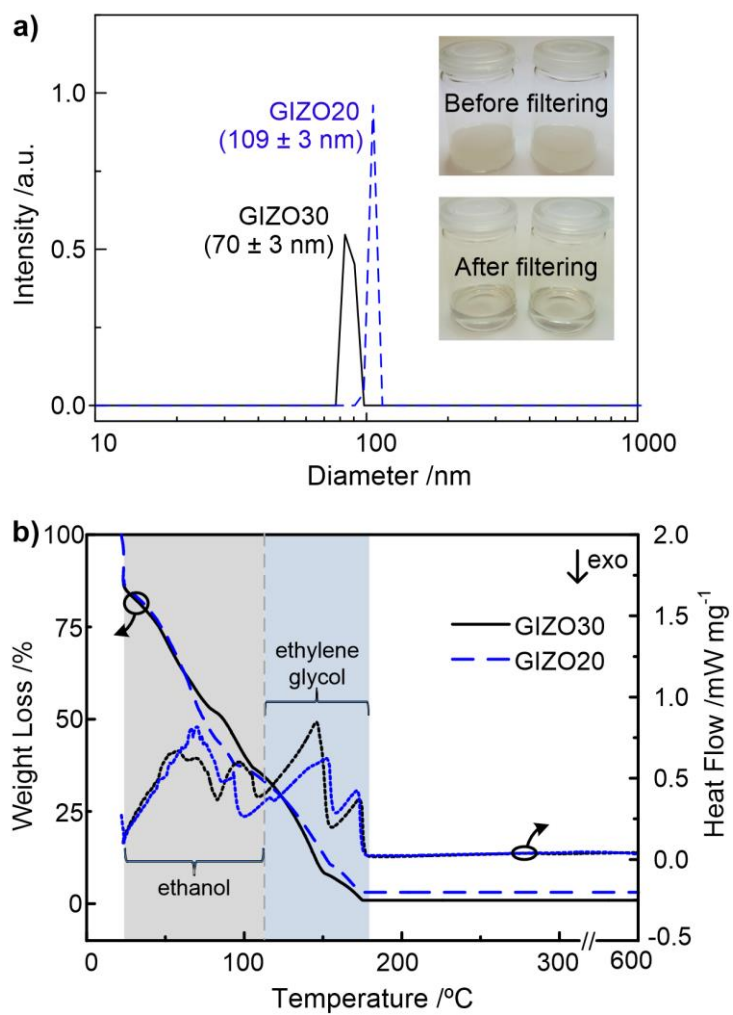 a)
Intensity /a.u.
1.0
0.5
0.0
GIZO20
(109 ± 3 nm)
GIZO30
(70 ± 3 nm)
Before filtering
After filtering
10
100
1000
Diameter /nm
b)
Weight Loss /%
100
75
50
25
0
exo
GIZO30
GIZO20
ethylene
glycol
ethanol
2.0
1.5
1.0
0.5
0.0
-0.5
Heat Flow /mW mg-1
0
100
200
300
600
Temperature /ºC